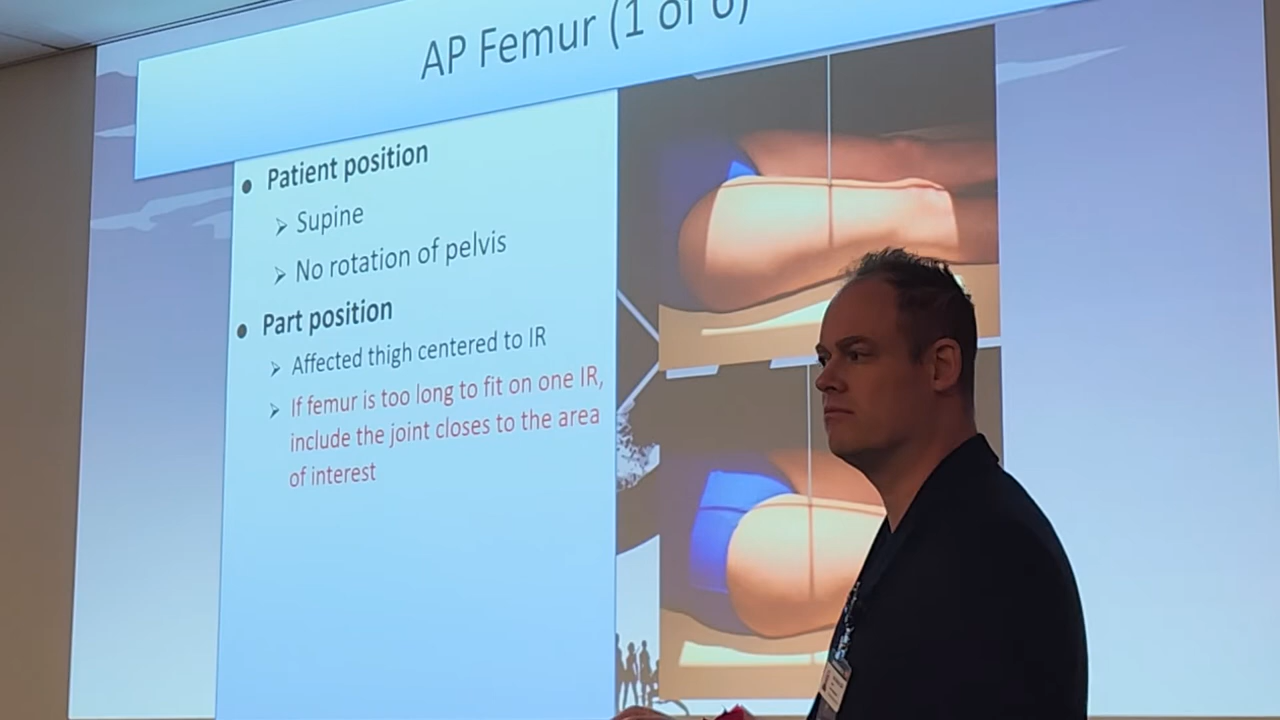 AP Femur (1 of 6)
Patient position
Supine
No rotation of pelvis
Part position
Affected thigh centered to IR
If femur is too long to fit on one IR,
include the joint closes to the area
of interest